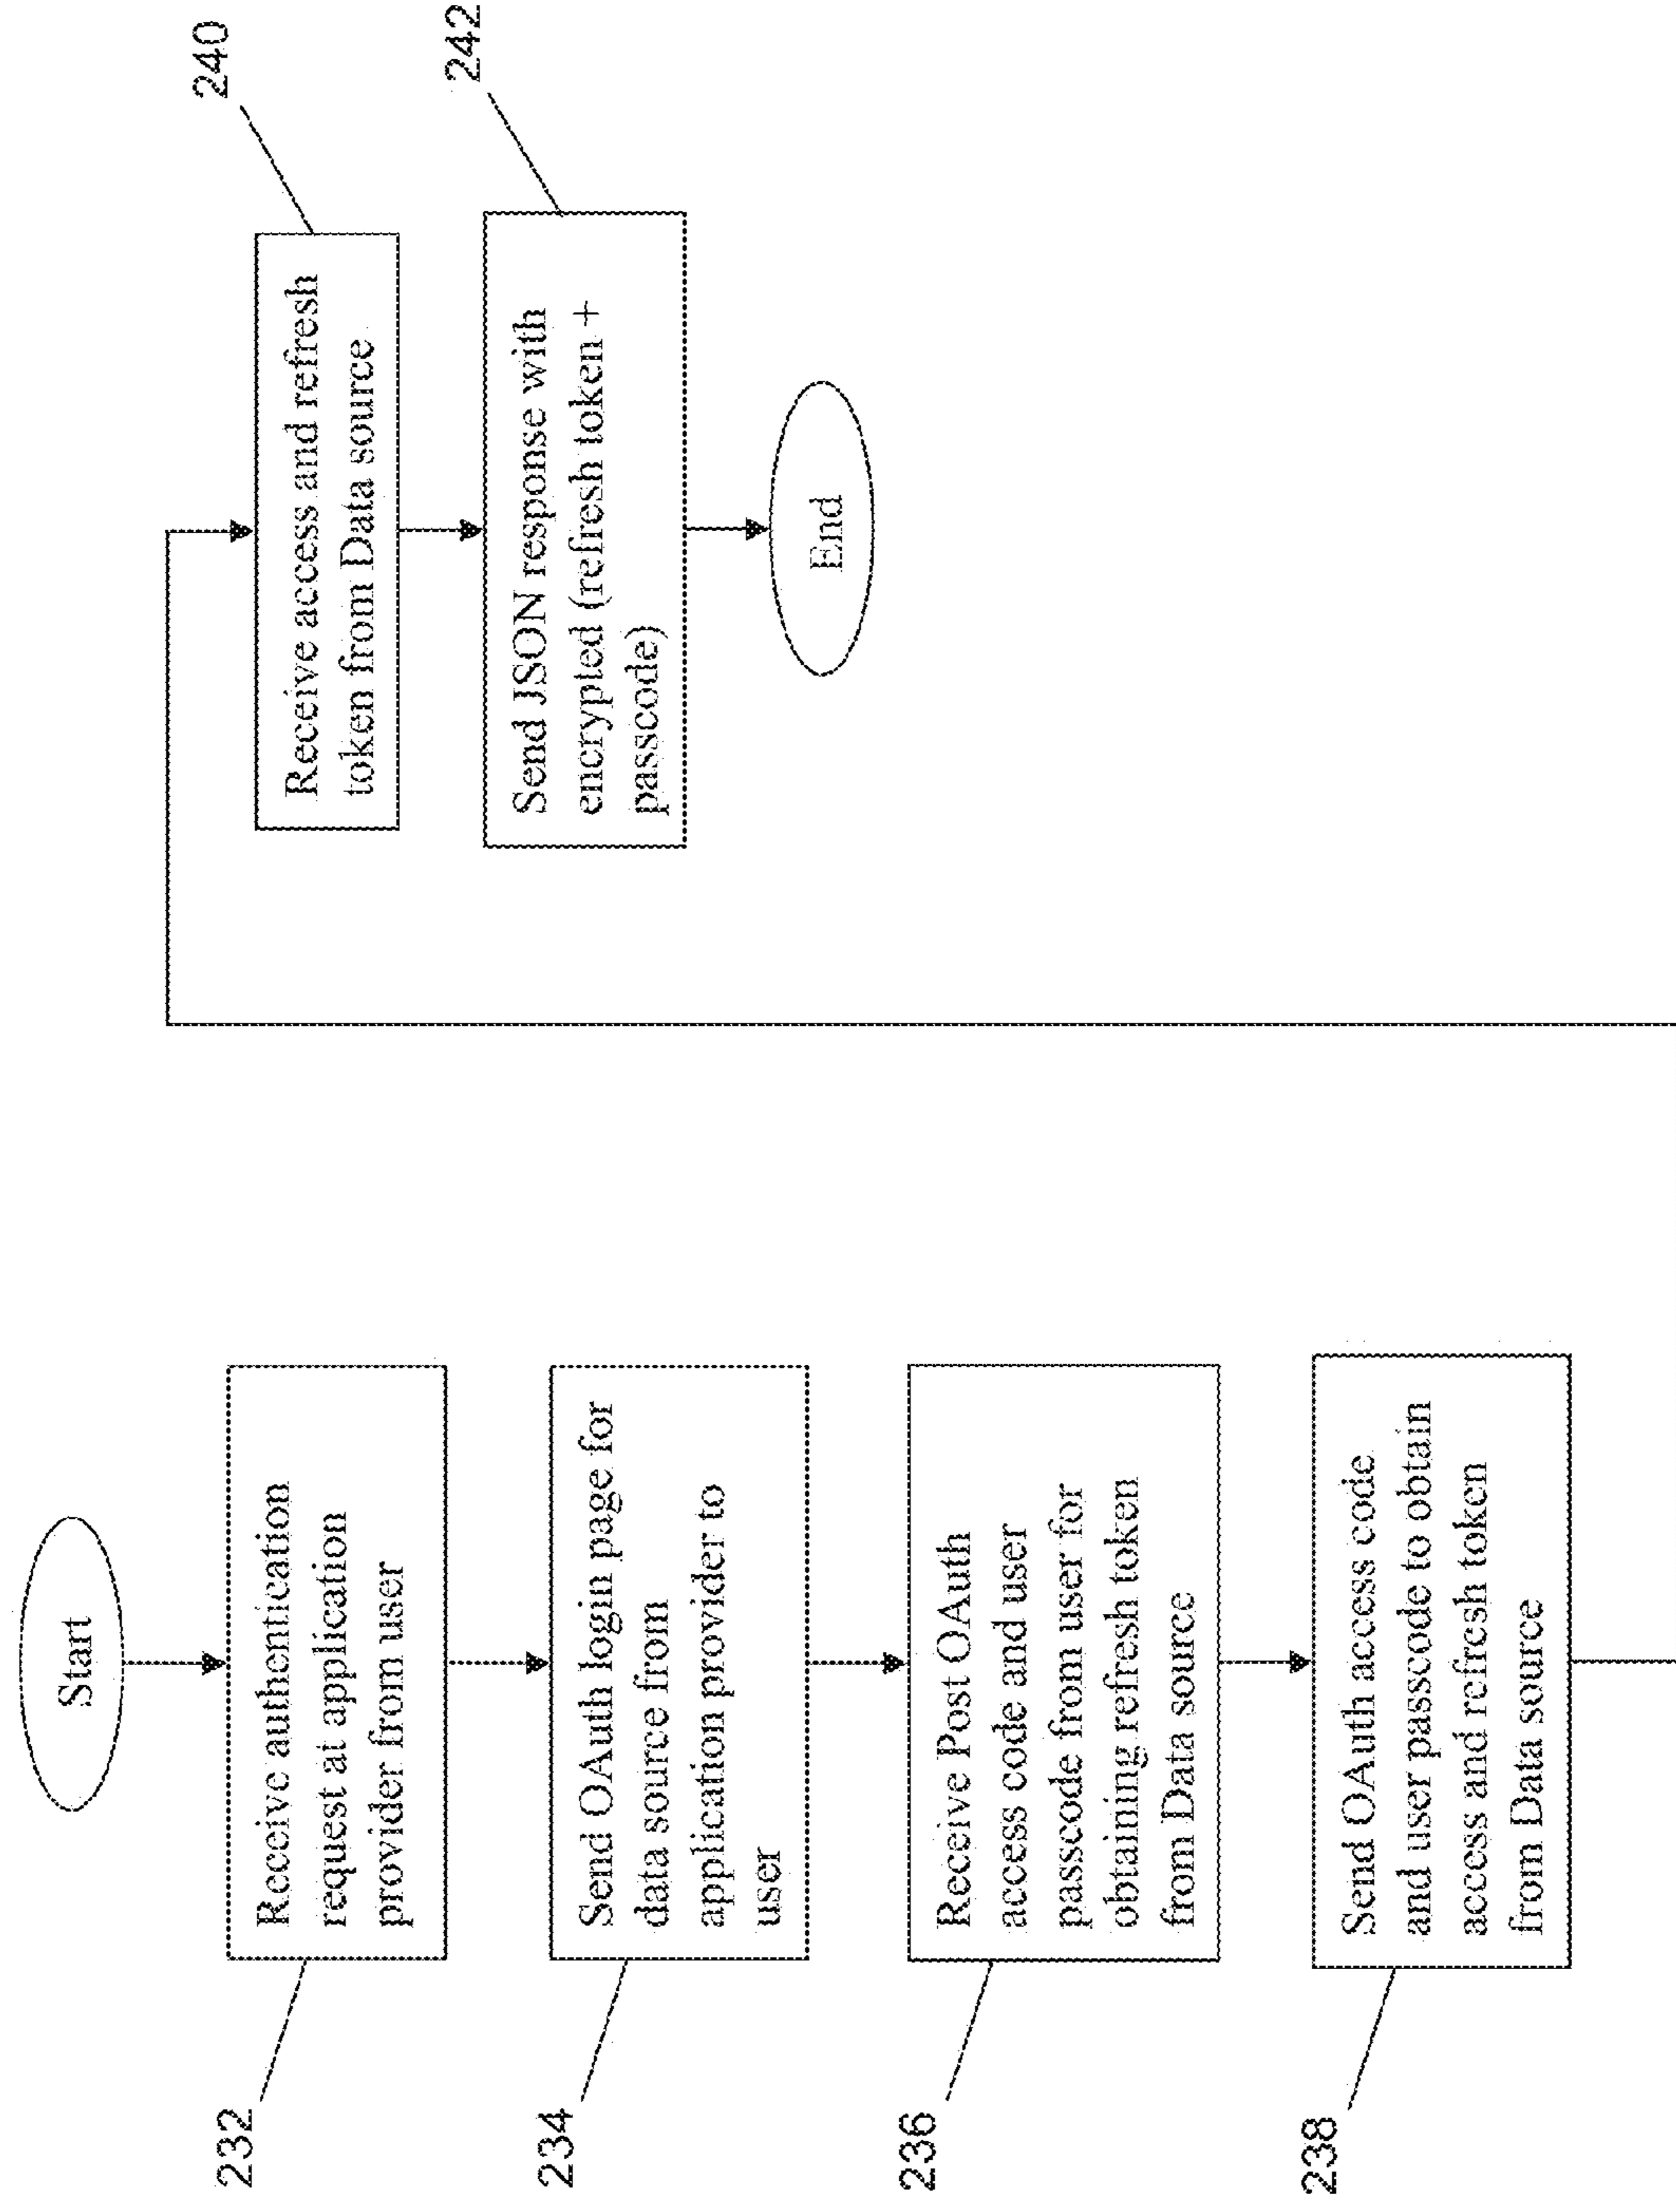 Start
232
Receive authentication
request at application
provider from user
234
Send OAuth login page for
data source from
application provider to
user
236
Receive Post OAuth
access code and user
passcode from user for
obtaining refresh token
from Data source
238
Send OAuth access code
and user passcode to obtain
access and refresh token
from Data source
240
Receive access and refresh
token from Data source
242
Send JSON response with
encrypted (refresh token +
passcode)
End